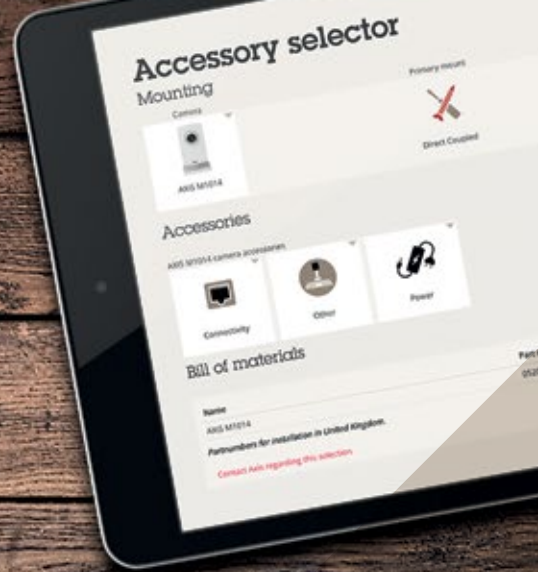 Accessory selector
Mounting
Camera
Primary mount
AXIS M1014
Direct Coupled
Accessories
AXIS M1014 camera accessories
Connectivity
Other
Power
Bill of materials
Name
AXIS M1014
Partnumbers for installation in United Kingdom.
Contact Axis regarding this selection